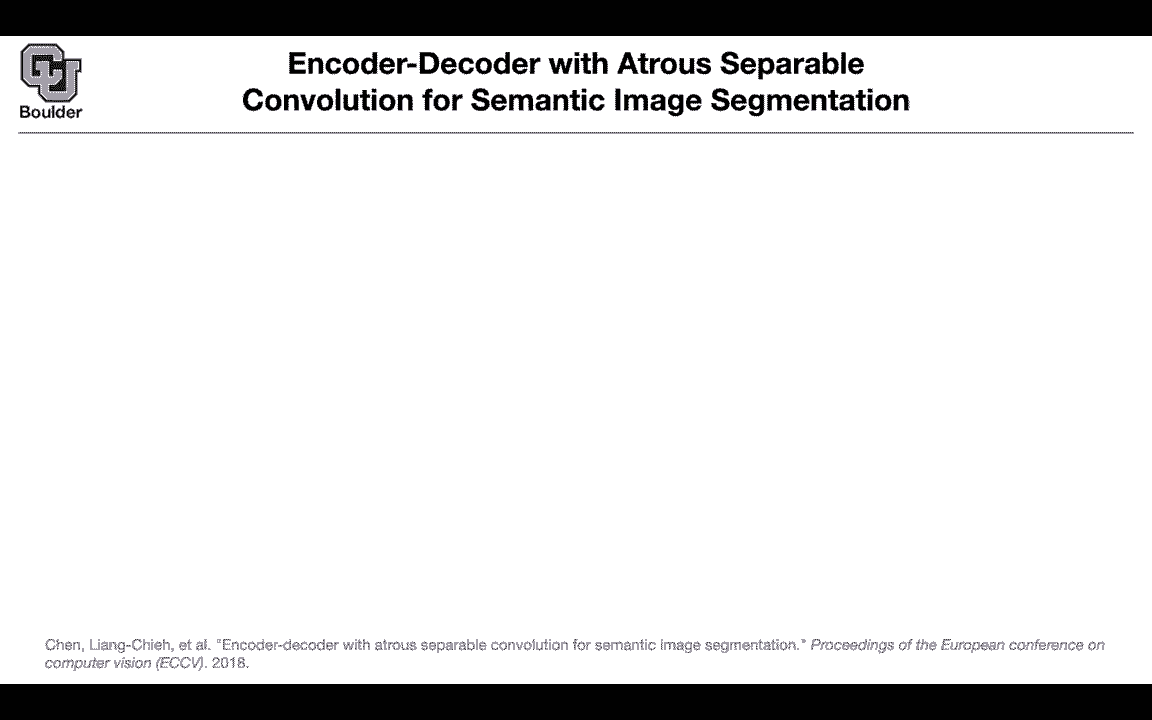 Encoder-Decoder with Atrous Separable
Convolution for Semantic Image Segmentation
CU
Boulder
Chen, Liang-Chieh, et al. "Encoder-decoder with atrous separable convolution for semantic image segmentation." Proceedings of the European conference on
computer vision (ECCV). 2018.